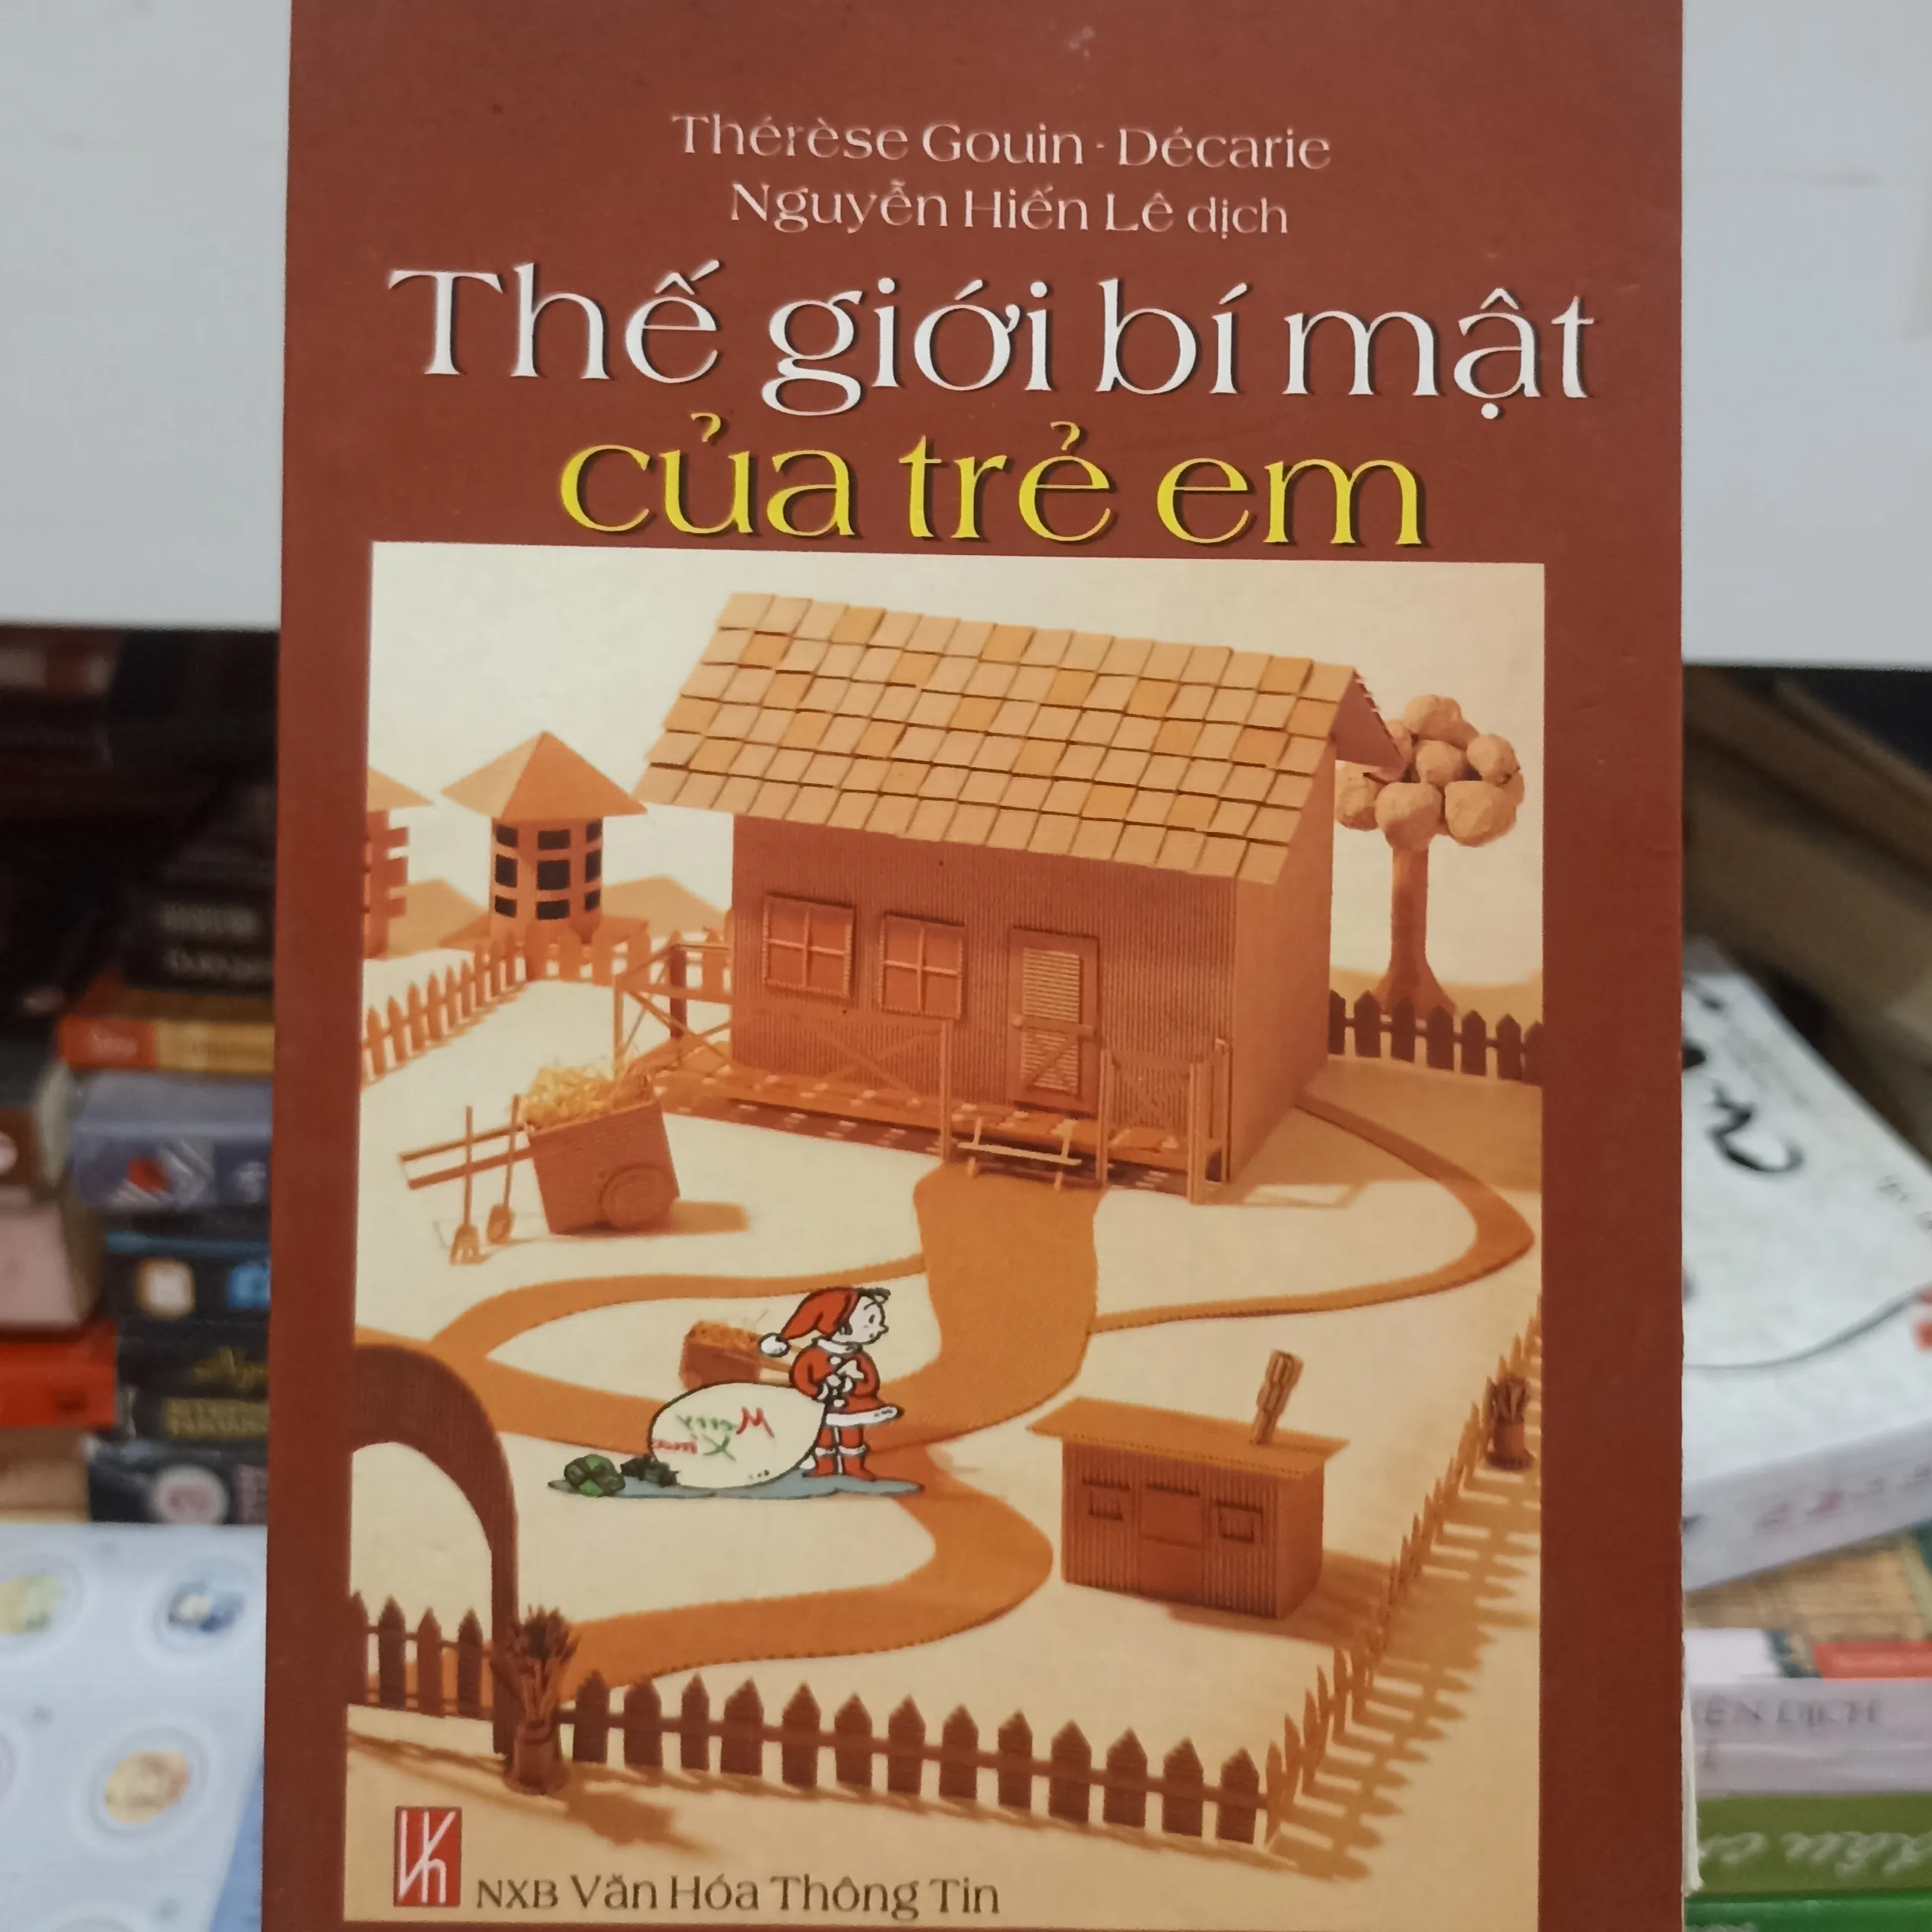 Thérèse Gouin - Décarie
Nguyễn Hiến Lê dịch
Thế giới bí mật
của trẻ em
Merry
NXB Văn Hóa Thông Tin